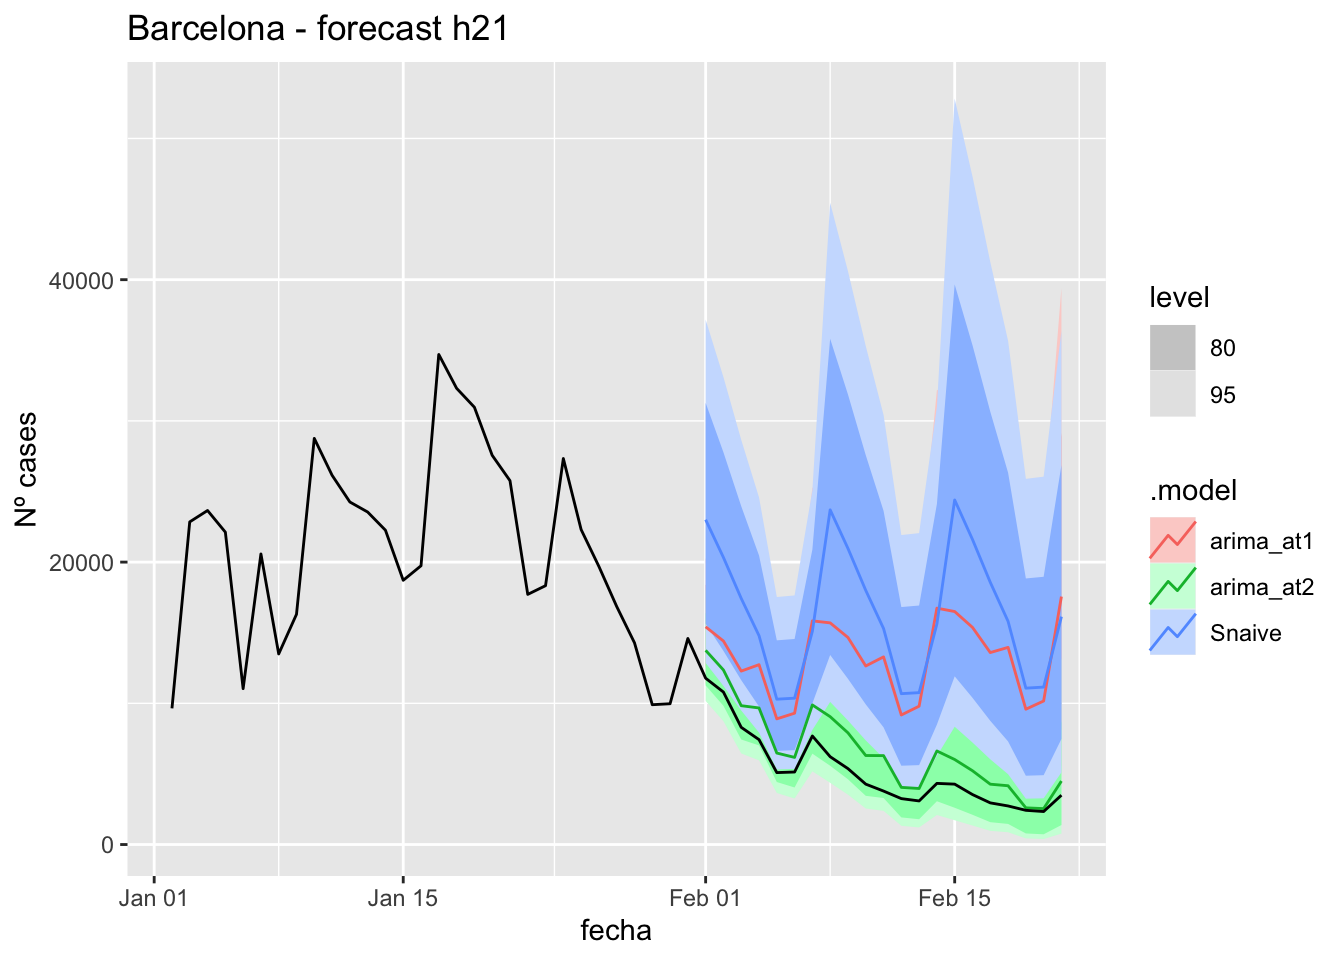 Barcelona - forecast h21
Nº cases
40000
20000
0
Jan 01
Jan 15
Feb 01
Feb 15
fecha
level
80
95
.model
arima_at1
arima_at2
Snaive